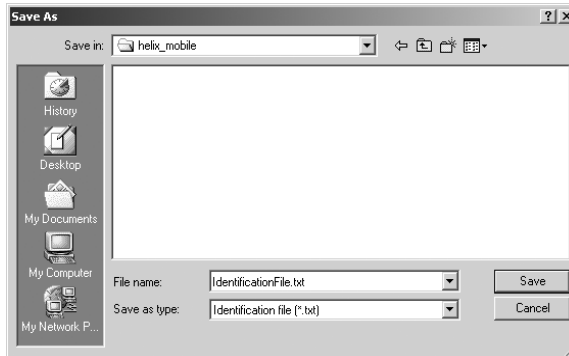 Save As
Save in: helix_mobile
History
Desktop
My Documents
My Computer
My Network P...
File name: IdentificationFile.txt Save
Save as type: Identification file (*.txt) Cancel